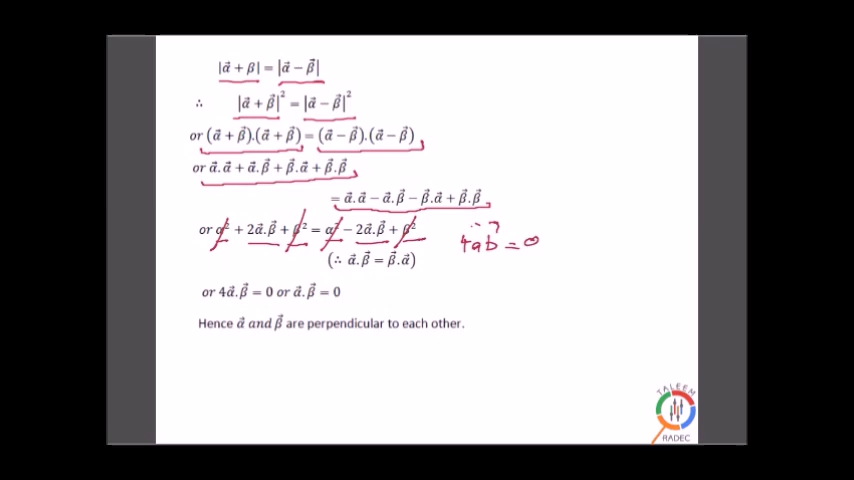 |α⃗ + β| = |α⃗ − β⃗|
∴ |α⃗ + β⃗|² = |α⃗ − β⃗|²
or (α⃗ + β⃗).(α⃗ + β⃗) = (α⃗ − β⃗).(α⃗ − β⃗)
or α⃗.α⃗ + α⃗.β⃗ + β⃗.α⃗ + β⃗.β⃗
= α⃗.α⃗ − α⃗.β⃗ − β⃗.α⃗ + β⃗.β⃗
or α² + 2α⃗.β⃗ + β² = α² − 2α⃗.β⃗ + β²
4ab = 0
(∴ α⃗.β⃗ = β⃗.α⃗)
or 4α⃗.β⃗ = 0 or α⃗.β⃗ = 0
Hence α⃗ and β⃗ are perpendicular to each other.
TALEEM
RADEC